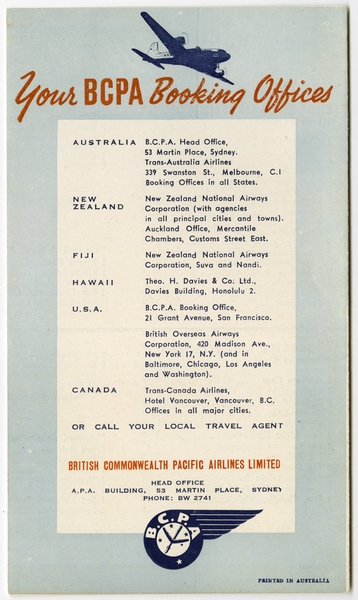 Your BCPA Booking Offices
AUSTRALIA B.C.P.A. Head Office,
53 Martin Place, Sydney.
Trans-Australia Airlines
339 Swanston St., Melbourne, C.1
Booking Offices in all States.
NEW ZEALAND New Zealand National Airways
Corporation (with agencies
in all principal cities and towns).
Auckland Office, Mercantile
Chambers, Customs Street East.
FIJI New Zealand National Airways
Corporation, Suva and Nandi.
HAWAII Theo. H. Davies & Co. Ltd.,
Davies Building, Honolulu 2.
U.S.A. B.C.P.A. Booking Office,
21 Grant Avenue, San Francisco.
British Overseas Airways
Corporation, 420 Madison Ave.,
New York 17, N.Y. (and in
Baltimore, Chicago, Los Angeles
and Washington).
CANADA Trans-Canada Airlines,
Hotel Vancouver, Vancouver, B.C.
Offices in all major cities.
OR CALL YOUR LOCAL TRAVEL AGENT
BRITISH COMMONWEALTH PACIFIC AIRLINES LIMITED
HEAD OFFICE
A.P.A. BUILDING, 53 MARTIN PLACE, SYDNEY
PHONE: BW 2741
B.C.P.A
PRINTED IN AUSTRALIA